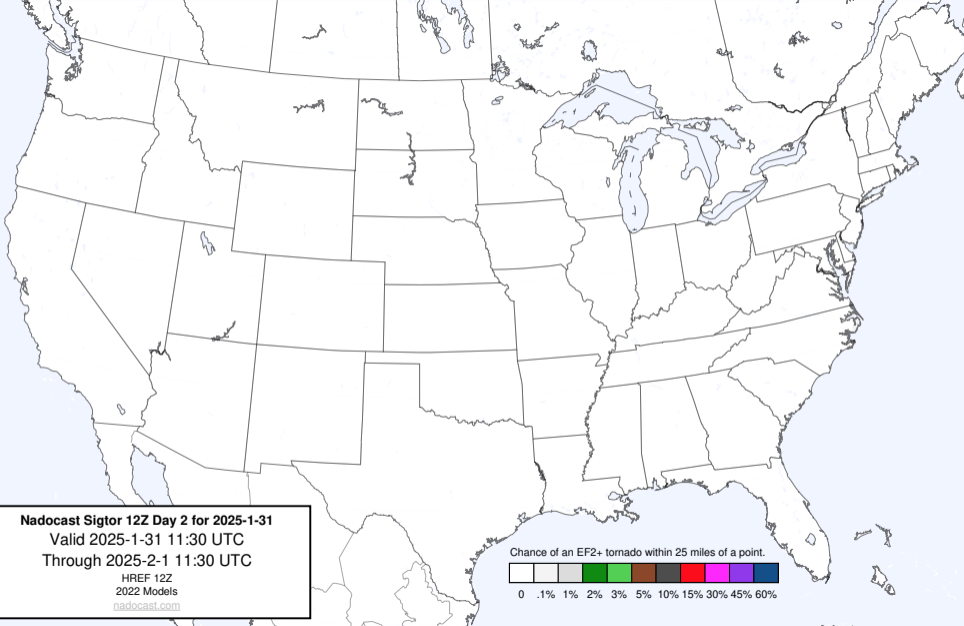 Nadocast Sigtor 12Z Day 2 for 2025-1-31
Valid 2025-1-31 11:30 UTC
Through 2025-2-1 11:30 UTC
HREF 12Z
2022 Models
nadocast.com
Chance of an EF2+ tornado within 25 miles of a point.
0 .1% 1% 2% 3% 5% 10% 15% 30% 45% 60%